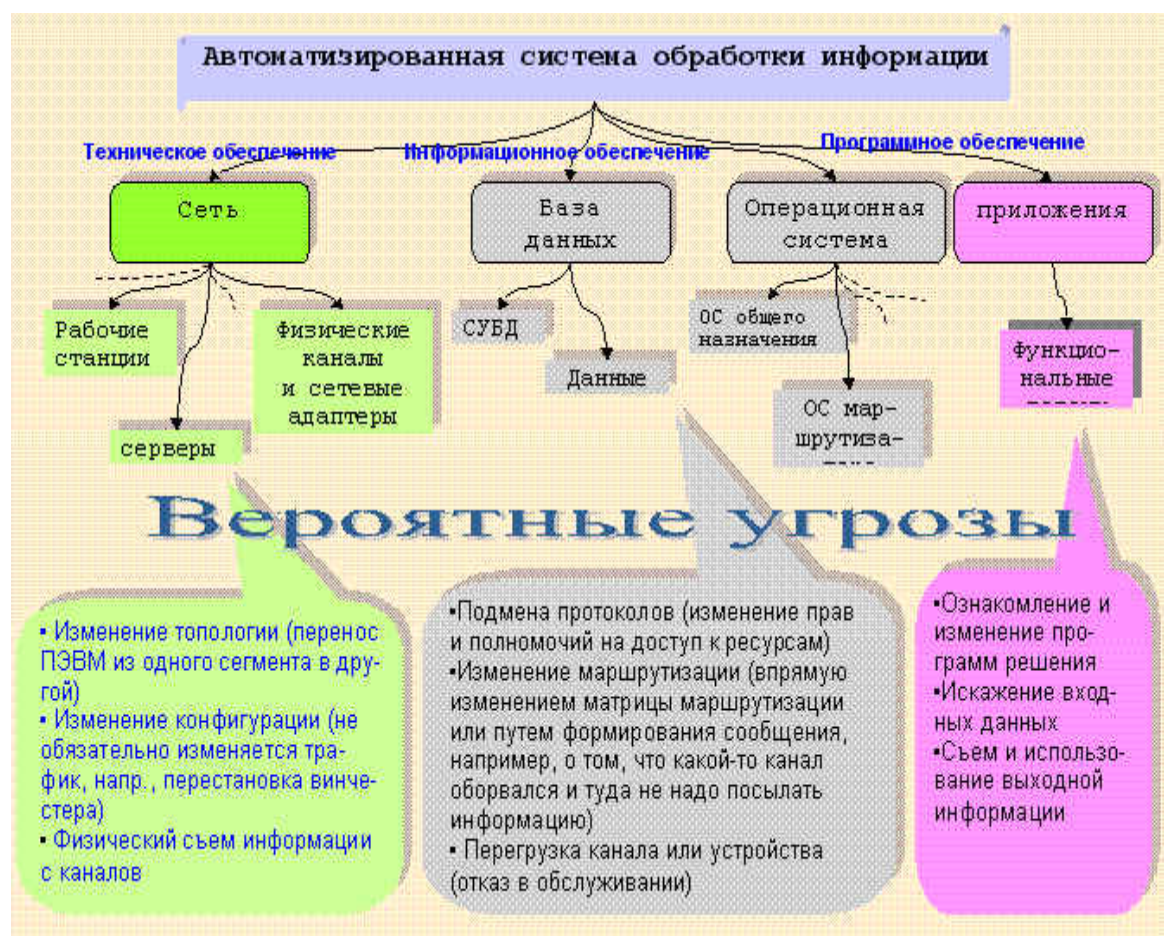 Автоматизированная система обработки информации
Техническое обеспечение
Информационное обеспечение
Программное обеспечение
Сеть
База
данных
Операционная
система
приложения
Рабочие
станции
серверы
Физические
каналы
и сетевые
адаптеры
СУБД
Данные
ОС общего
назначения
ОС мар-
шрутиза-
Функцио-
нальные
Вероятные угрозы
• Изменение топологии (перенос
ПЭВМ из одного сегмента в дру-
гой)
• Изменение конфигурации (не
обязательно изменяется тра-
фик, напр., перестановка винче-
стера)
• Физический съем информации
с каналов
•Подмена протоколов (изменение прав
и полномочий на доступ к ресурсам)
•Изменение маршрутизации (впрямую
изменением матрицы маршрутизации
или путем формирования сообщения,
например, о том, что какой-то канал
оборвался и туда не надо посылать
информацию)
• Перегрузка канала или устройства
(отказ в обслуживании)
•Ознакомление и
изменение про-
грамм решения
•Искажение вход-
ных данных
•Съем и использо-
вание выходной
информации